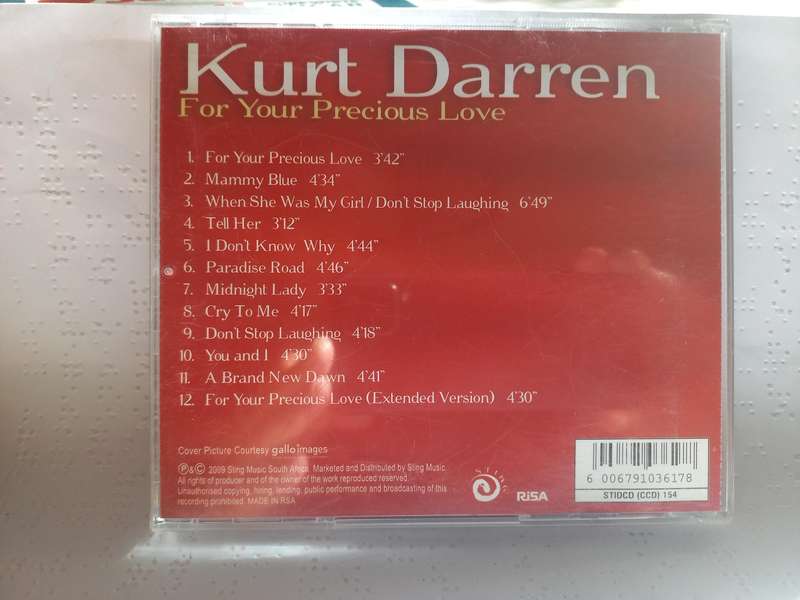 Kurt Darren
For Your Precious Love
1. For Your Precious Love 3'42"
2. Mammy Blue 4'34"
3. When She Was My Girl / Don't Stop Laughing 6'49"
4. Tell Her 3'12"
5. I Don't Know Why 4'44"
6. Paradise Road 4'46"
7. Midnight Lady 3'33"
8. Cry To Me 4'17"
9. Don't Stop Laughing 4'18"
10. You and I 4'30"
11. A Brand New Dawn 4'41"
12. For Your Precious Love (Extended Version) 4'30"
Cover Picture Courtesy gallo images
℗&© 2009 Sting Music South Africa. Marketed and Distributed by Sting Music.
All rights of producer and of the owner of the work reproduced reserved.
Unauthorised copying, hiring, lending, public performance and broadcasting of this
recording prohibited. MADE IN RSA
STING
RiSA
6 006791036178
STIDCD (CCD) 154